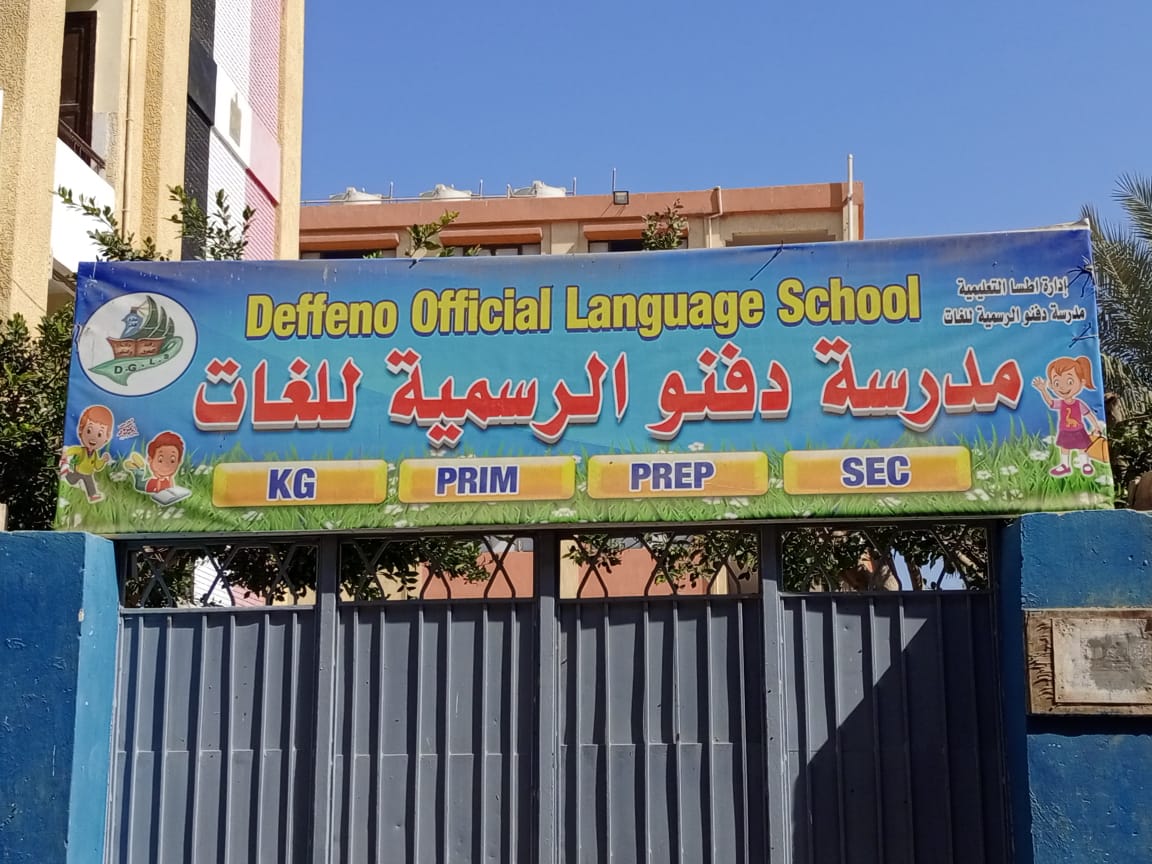 Deffeno Official Language School
إدارة اطسا التعليمية
مدرسة دفنو الرسمية للغات
مدرسة دفنو الرسمية للغات
KG PRIM PREP SEC
D.G.L.S